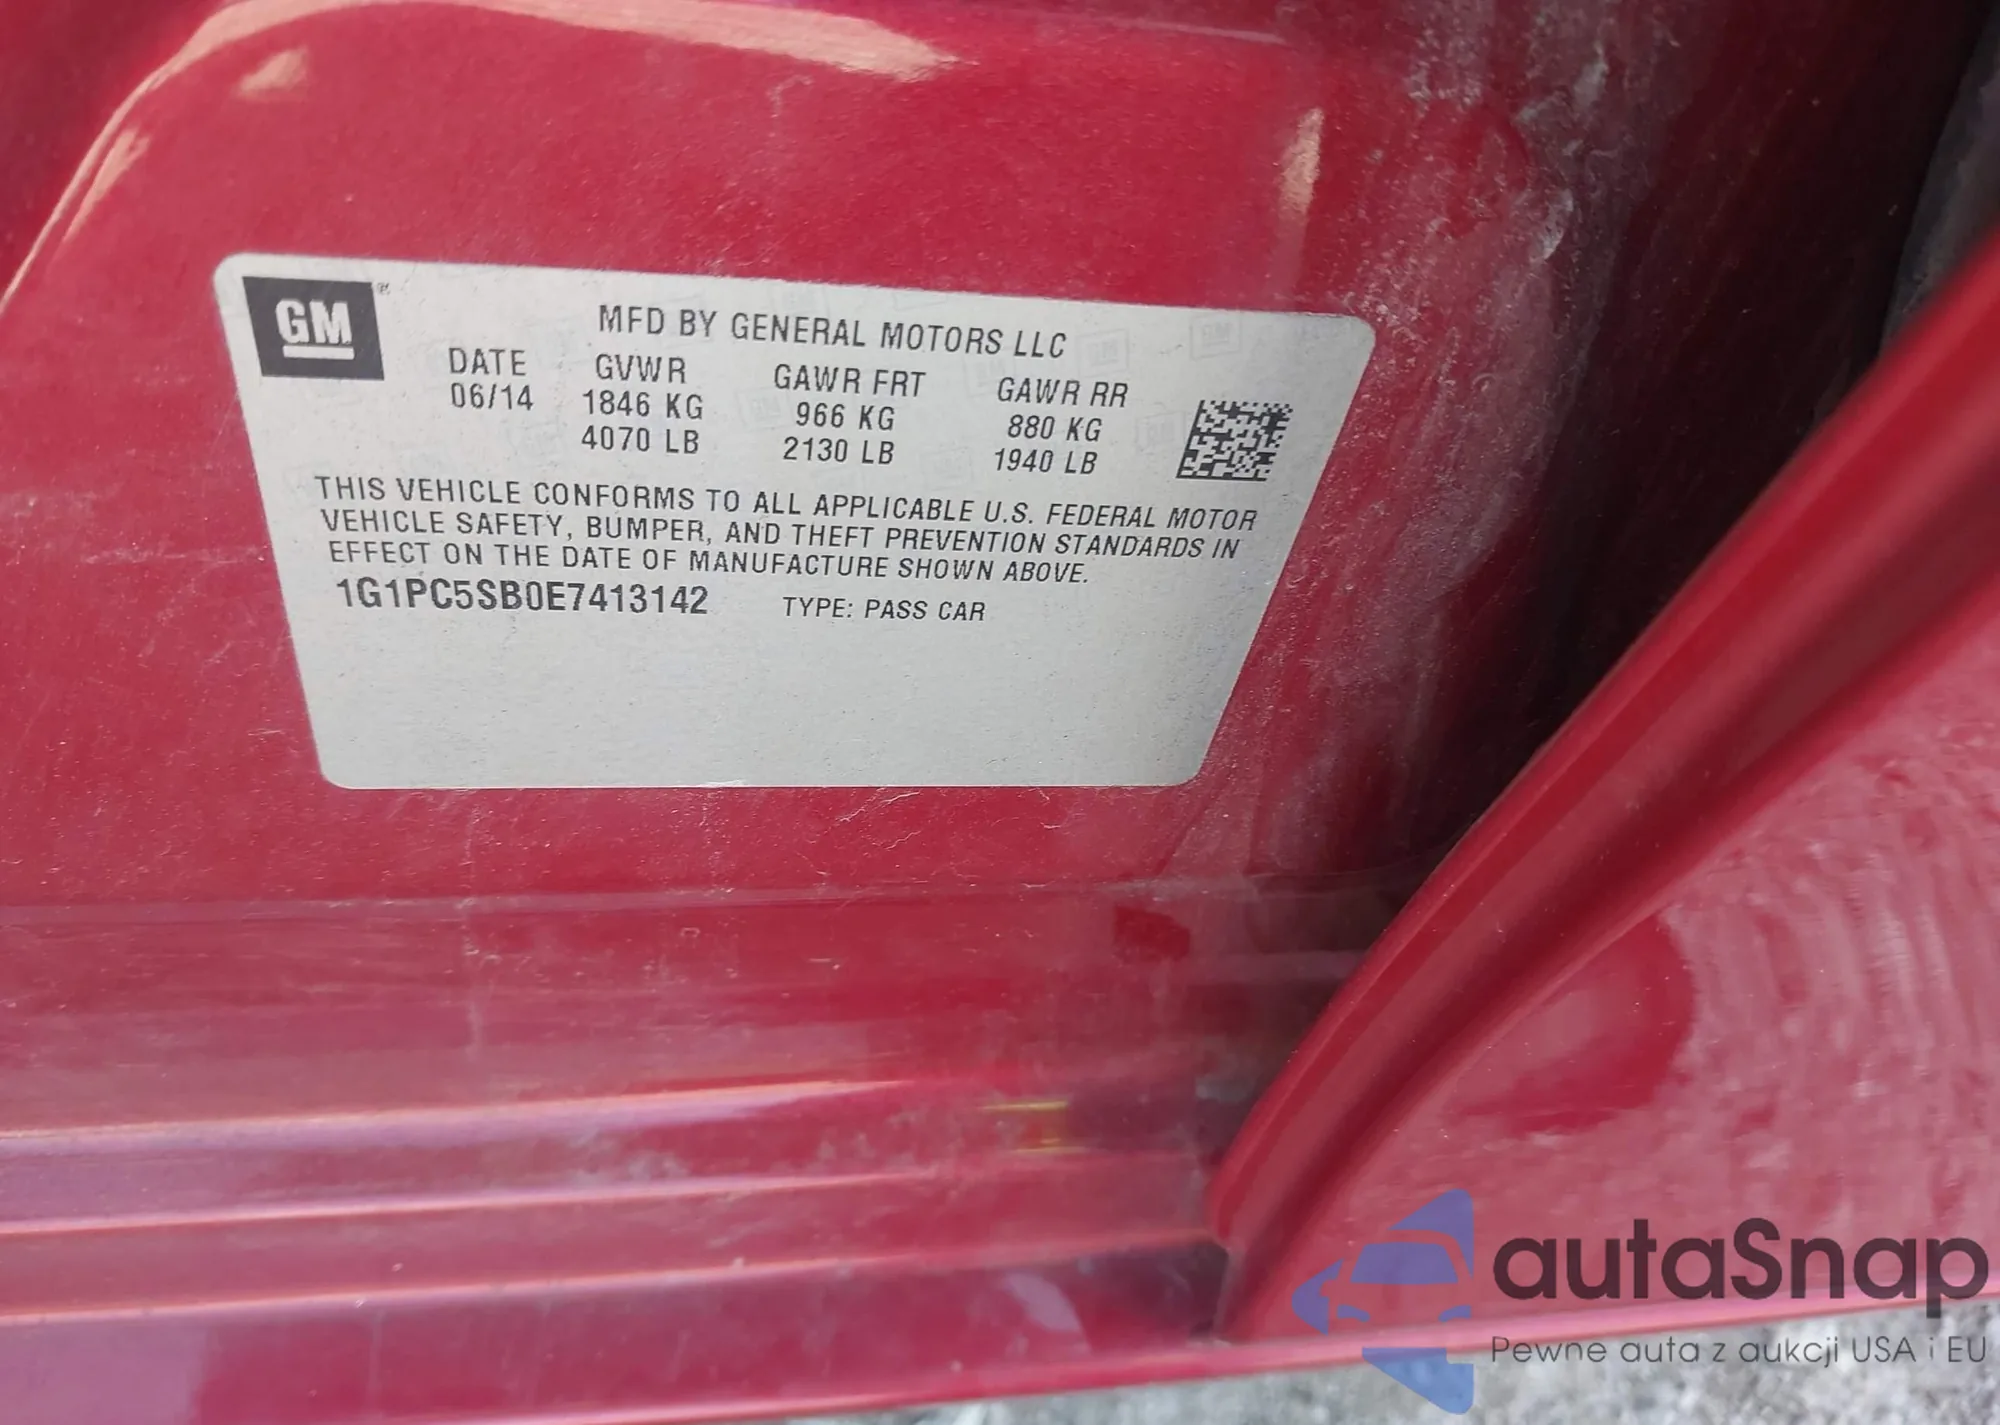 GM
MFD BY GENERAL MOTORS LLC
DATE GVWR GAWR FRT GAWR RR
06/14 1846 KG 966 KG 880 KG
4070 LB 2130 LB 1940 LB
THIS VEHICLE CONFORMS TO ALL APPLICABLE U.S. FEDERAL MOTOR
VEHICLE SAFETY, BUMPER, AND THEFT PREVENTION STANDARDS IN
EFFECT ON THE DATE OF MANUFACTURE SHOWN ABOVE.
1G1PC5SB0E7413142 TYPE: PASS CAR
autaSnap
Pewne auta z aukcji USA i EU